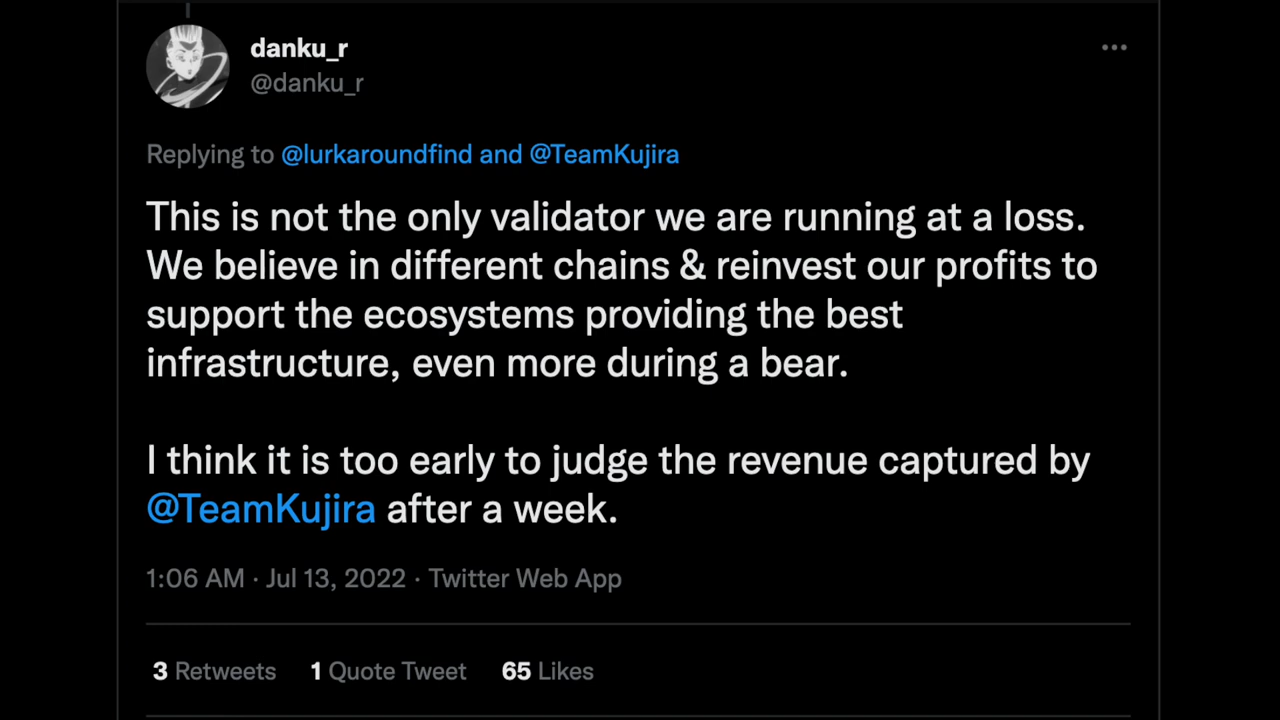 danku_r
@danku_r
Replying to @lurkaroundfind and @TeamKujira
This is not the only validator we are running at a loss.
We believe in different chains & reinvest our profits to
support the ecosystems providing the best
infrastructure, even more during a bear.
I think it is too early to judge the revenue captured by
@TeamKujira after a week.
1:06 AM · Jul 13, 2022 · Twitter Web App
3 Retweets 1 Quote Tweet 65 Likes